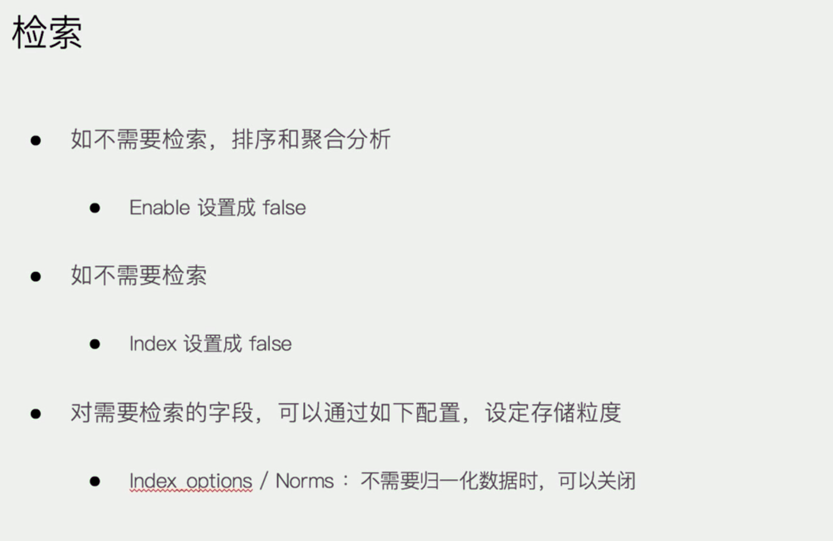 检索
如不需要检索，排序和聚合分析
Enable 设置成 false
如不需要检索
Index 设置成 false
对需要检索的字段，可以通过如下配置，设定存储粒度
Index_options / Norms ：不需要归一化数据时，可以关闭